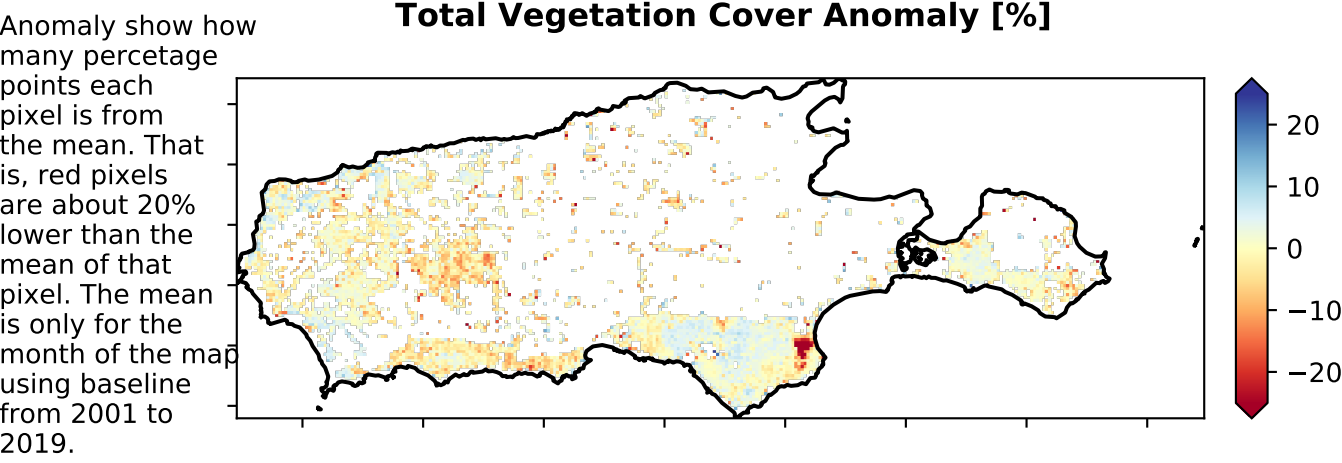 Total Vegetation Cover Anomaly [%]
Anomaly show how
many percetage
points each
pixel is from
the mean. That
is, red pixels
are about 20%
lower than the
mean of that
pixel. The mean
is only for the
month of the map
using baseline
from 2001 to
2019.
20
10
0
−10
−20